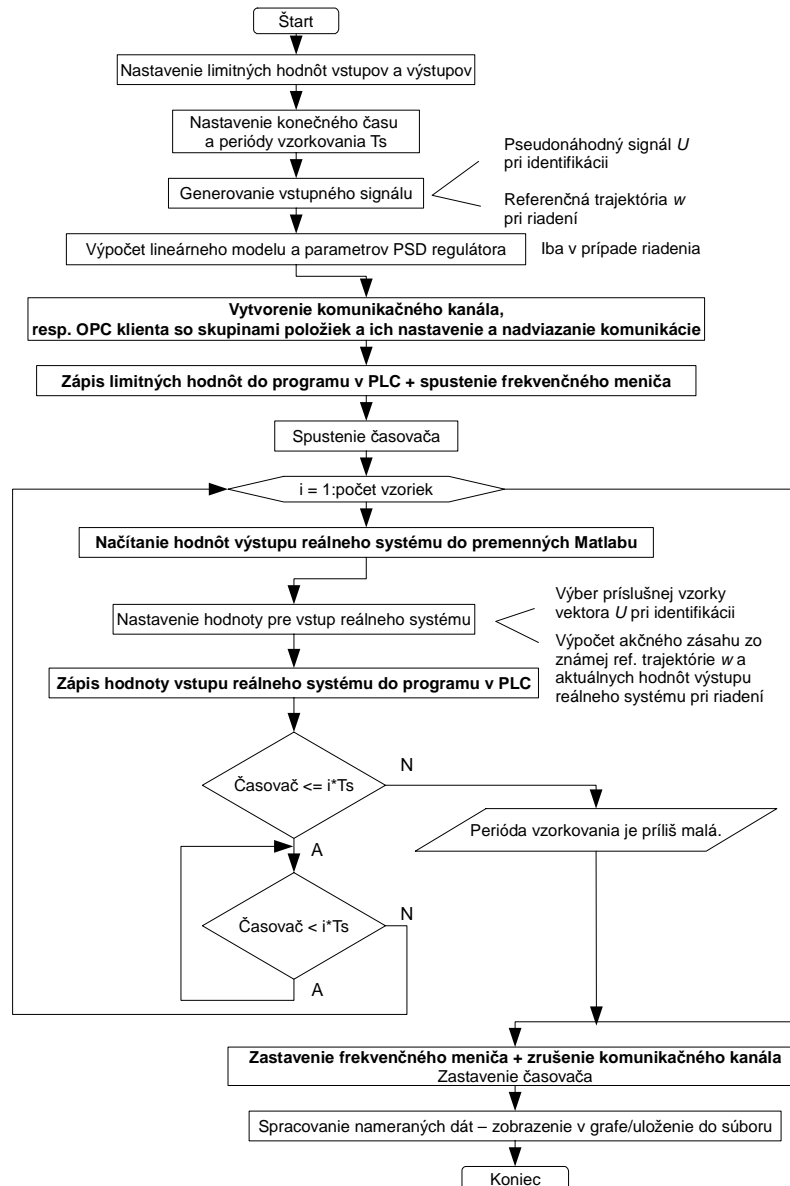 Štart
Nastavenie limitných hodnôt vstupov a výstupov
Nastavenie konečného času
a periódy vzorkovania Ts
Pseudonáhodný signál U
pri identifikácii
Generovanie vstupného signálu
Referenčná trajektória w
pri riadení
Výpočet lineárneho modelu a parametrov PSD regulátora
Iba v prípade riadenia
Vytvorenie komunikačného kanála,
resp. OPC klienta so skupinami položiek a ich nastavenie a nadviazanie komunikácie
Zápis limitných hodnôt do programu v PLC + spustenie frekvenčného meniča
Spustenie časovača
i = 1:počet vzoriek
Načítanie hodnôt výstupu reálneho systému do premenných Matlabu
Nastavenie hodnoty pre vstup reálneho systému
Výber príslušnej vzorky
vektora U pri identifikácii
Výpočet akčného zásahu zo
známej ref. trajektórie w a
aktuálnych hodnôt výstupu
reálneho systému pri riadení
Zápis hodnoty vstupu reálneho systému do programu v PLC
Časovač <= i*Ts
N
Perióda vzorkovania je príliš malá.
A
Časovač < i*Ts
N
A
Zastavenie frekvenčného meniča + zrušenie komunikačného kanála
Zastavenie časovača
Spracovanie nameraných dát – zobrazenie v grafe/uloženie do súboru
Koniec